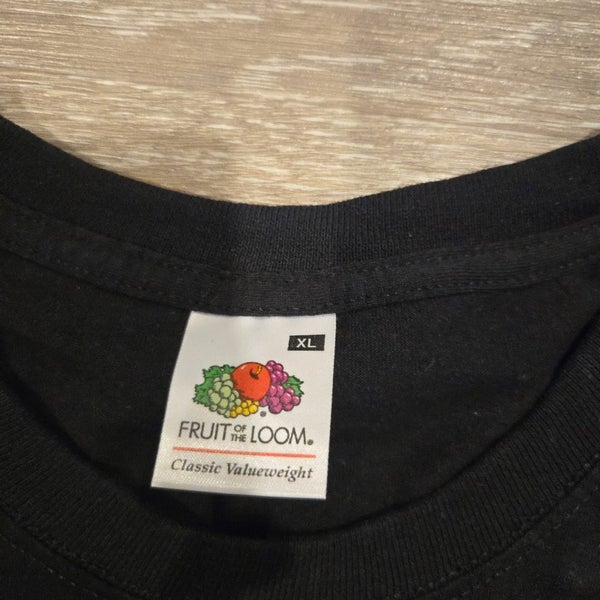 XL
FRUIT OF THE LOOM®
Classic Valueweight